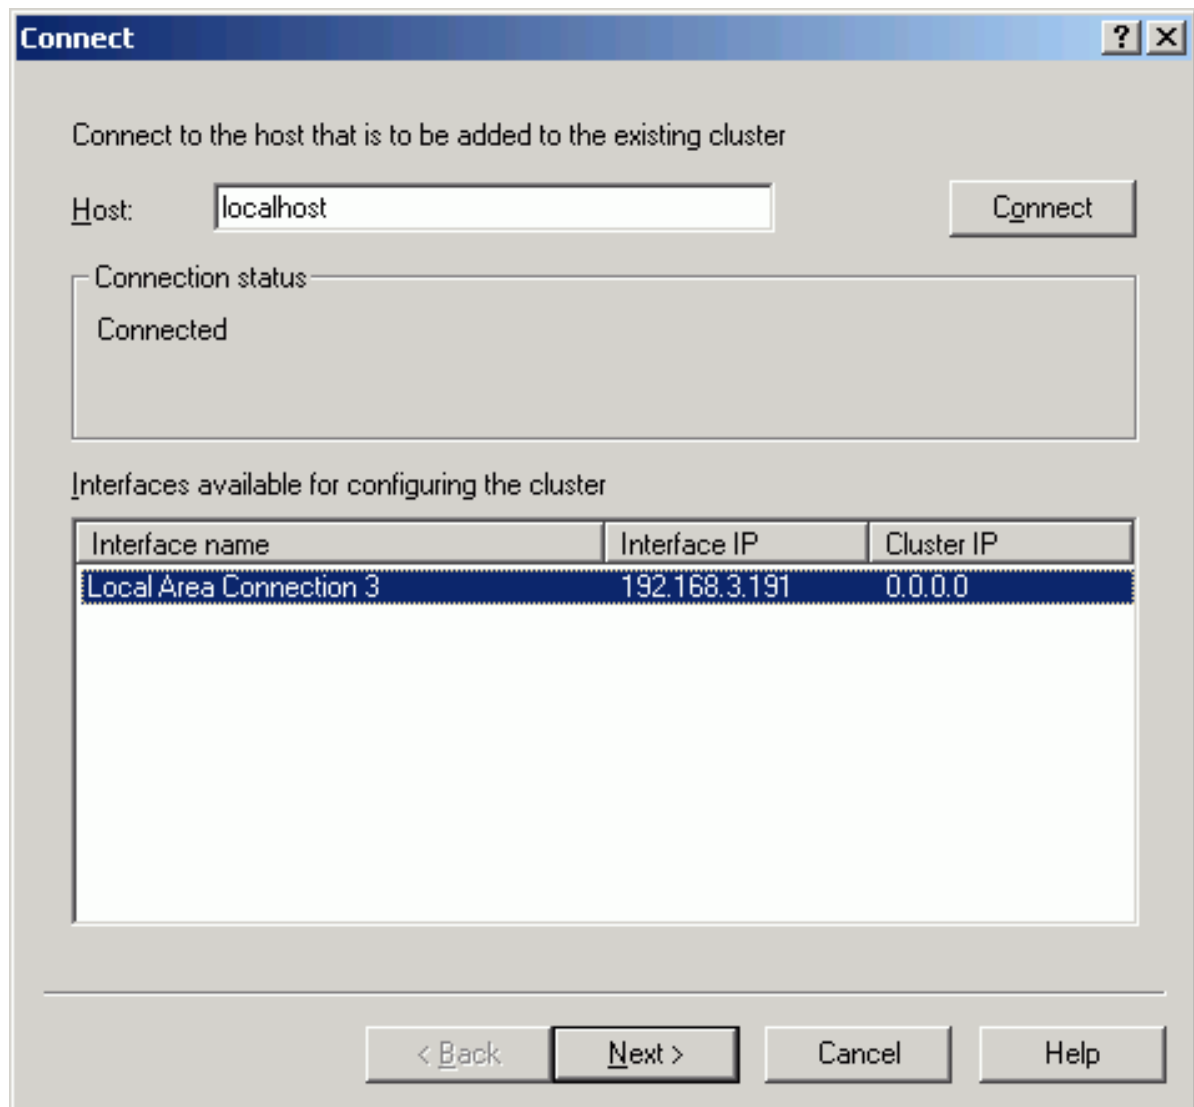 Connect
Connect to the host that is to be added to the existing cluster
Host: localhost Connect
Connection status
Connected
Interfaces available for configuring the cluster
Interface name Interface IP Cluster IP
Local Area Connection 3 192.168.3.191 0.0.0.0
< Back Next > Cancel Help